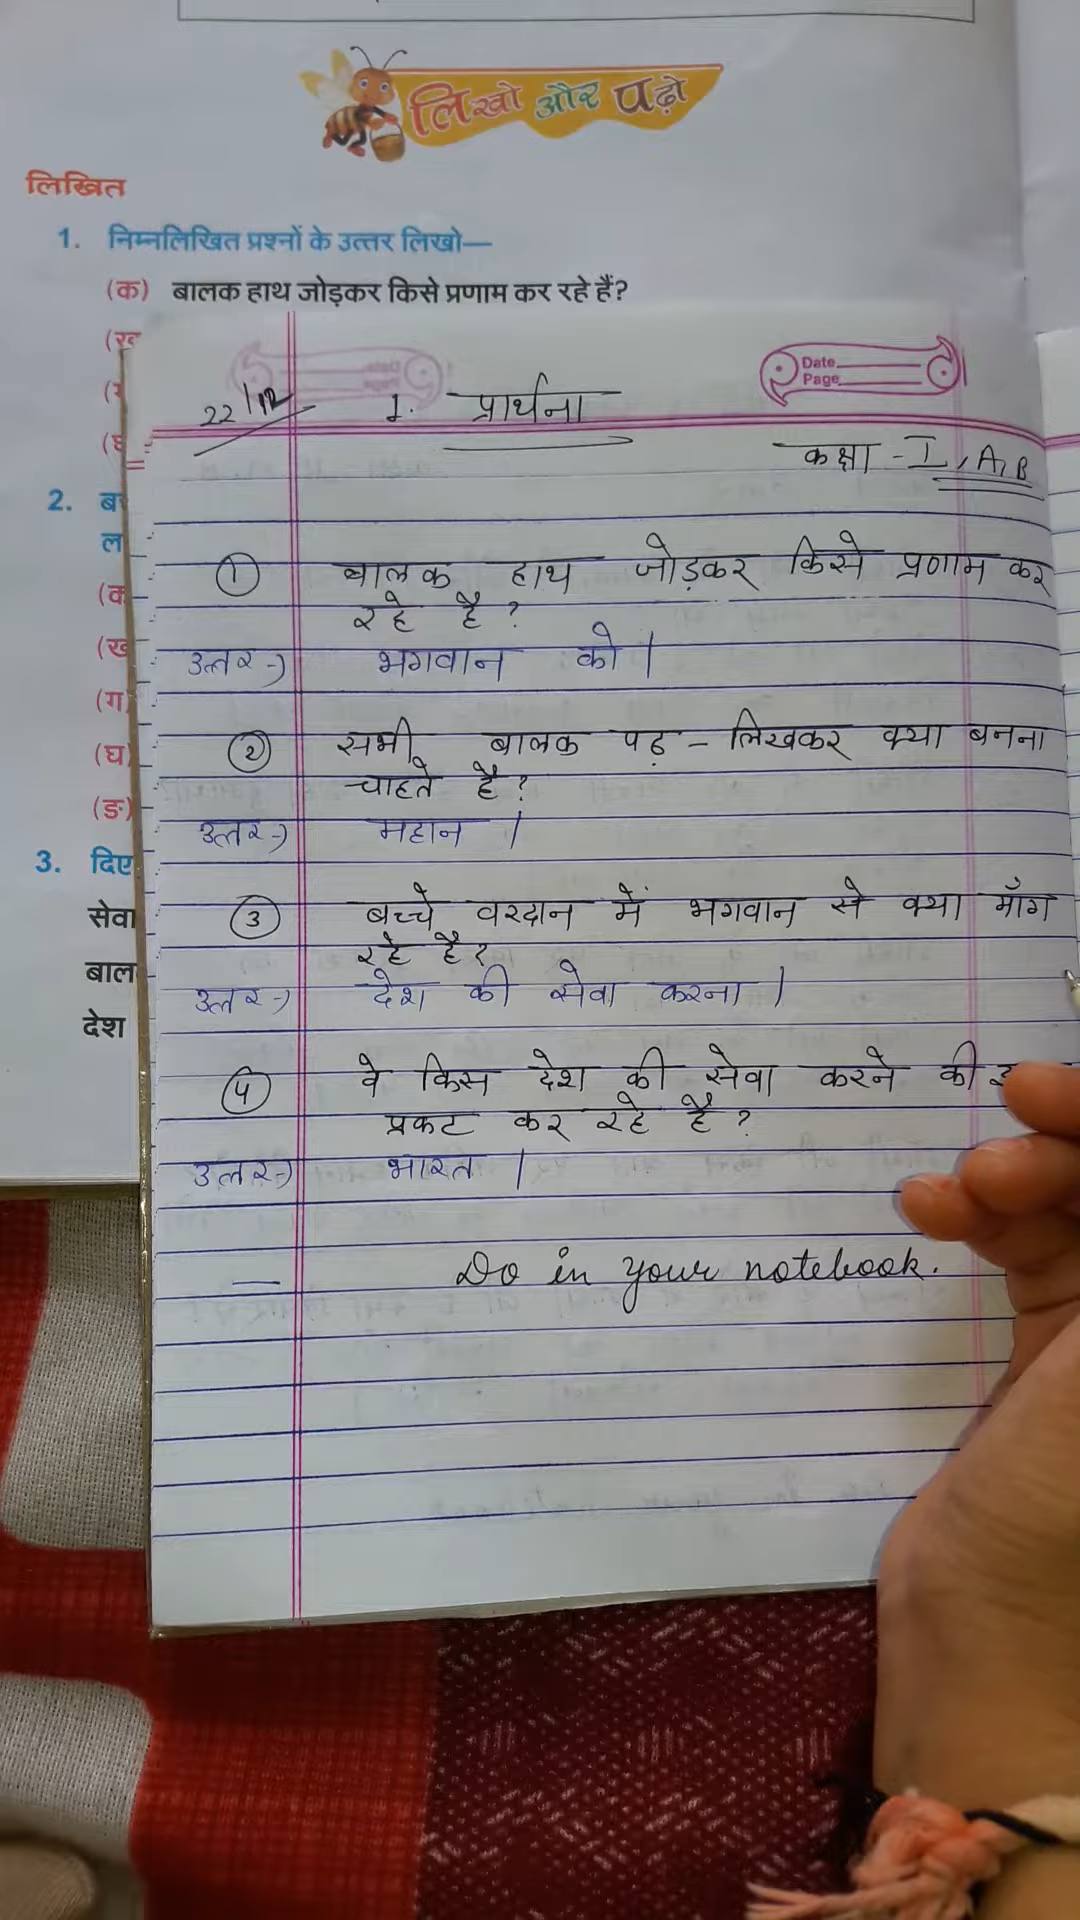 लिखो और पढ़ो
लिखित
1. निम्नलिखित प्रश्नों के उत्तर लिखो—
(क) बालक हाथ जोड़कर किसे प्रणाम कर रहे हैं?
Date
Page
22/12 1. प्रार्थना
कक्षा - I, A, B
① बालक हाथ जोड़कर किसे प्रणाम कर
रहे है ?
उत्तर-) भगवान को ।
② सभी बालक पढ़ - लिखकर क्या बनना
चाहते है ?
उत्तर-) महान ।
③ बच्चे वरदान में भगवान से क्या माँग
रहे है ?
उत्तर-) देश की सेवा करना ।
④ वे किस देश की सेवा करने की
प्रकट कर रहे है ?
उत्तर-) भारत ।
Do in your notebook.
2.
(ग)
(घ)
(ङ)
3. दिए
सेवा
बाल
देश